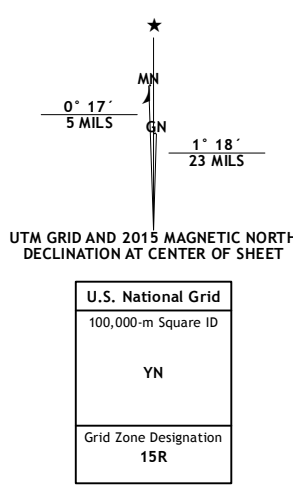 ★
MN
0° 17´
5 MILS
GN
1° 18´
23 MILS
UTM GRID AND 2015 MAGNETIC NORTH
DECLINATION AT CENTER OF SHEET
U.S. National Grid
100,000-m Square ID
YN
Grid Zone Designation
15R